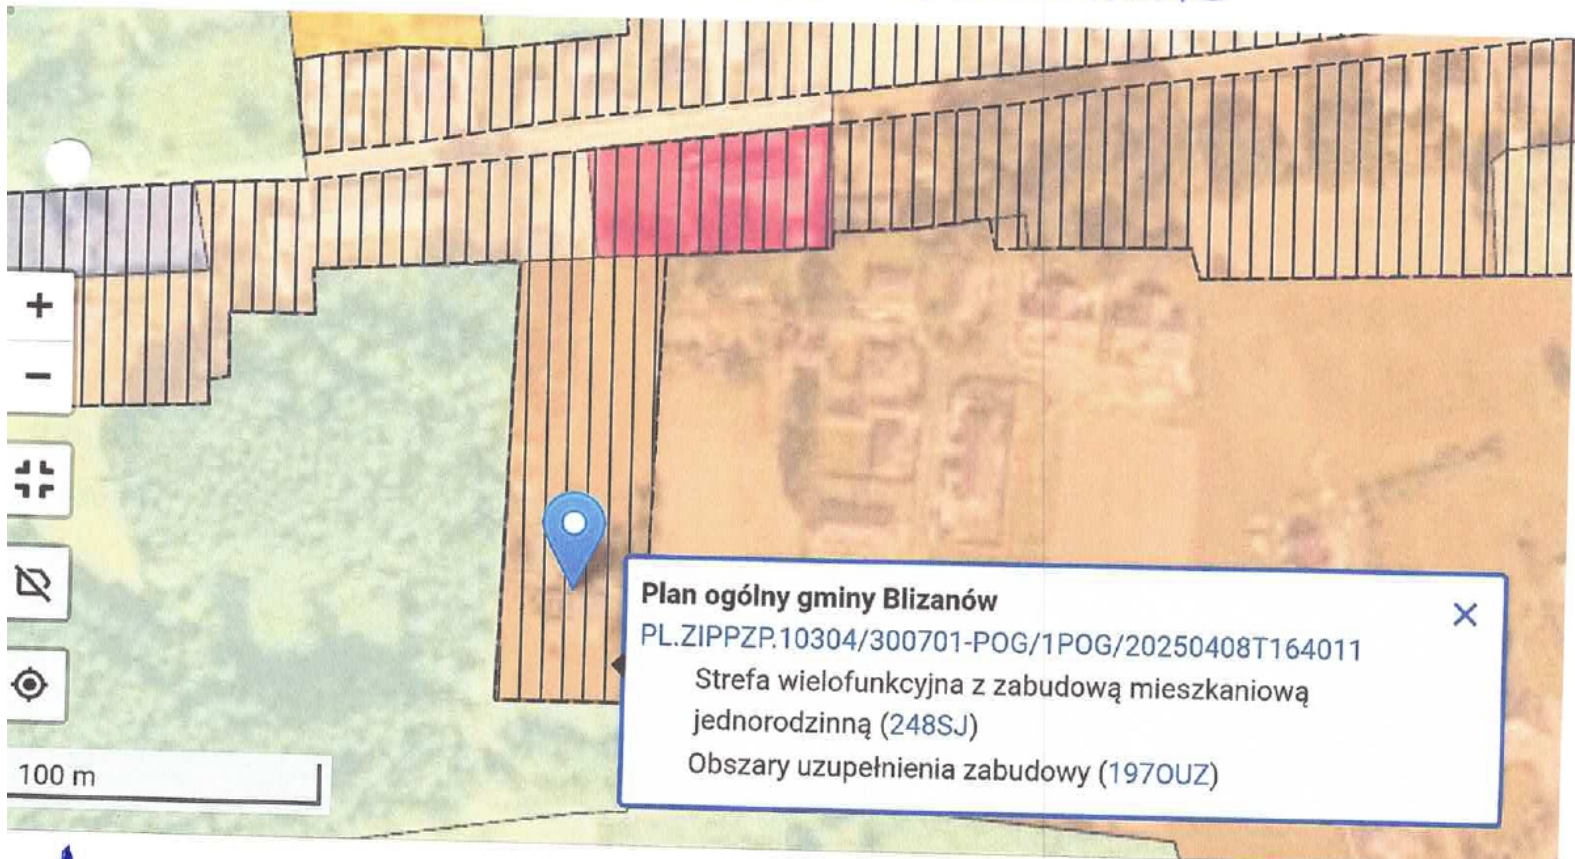 +
−
Plan ogólny gminy Blizanów
PL.ZIPPZP.10304/300701-POG/1POG/20250408T164011
Strefa wielofunkcyjna z zabudową mieszkaniową
jednorodzinną (248SJ)
Obszary uzupełnienia zabudowy (197OUZ)
100 m